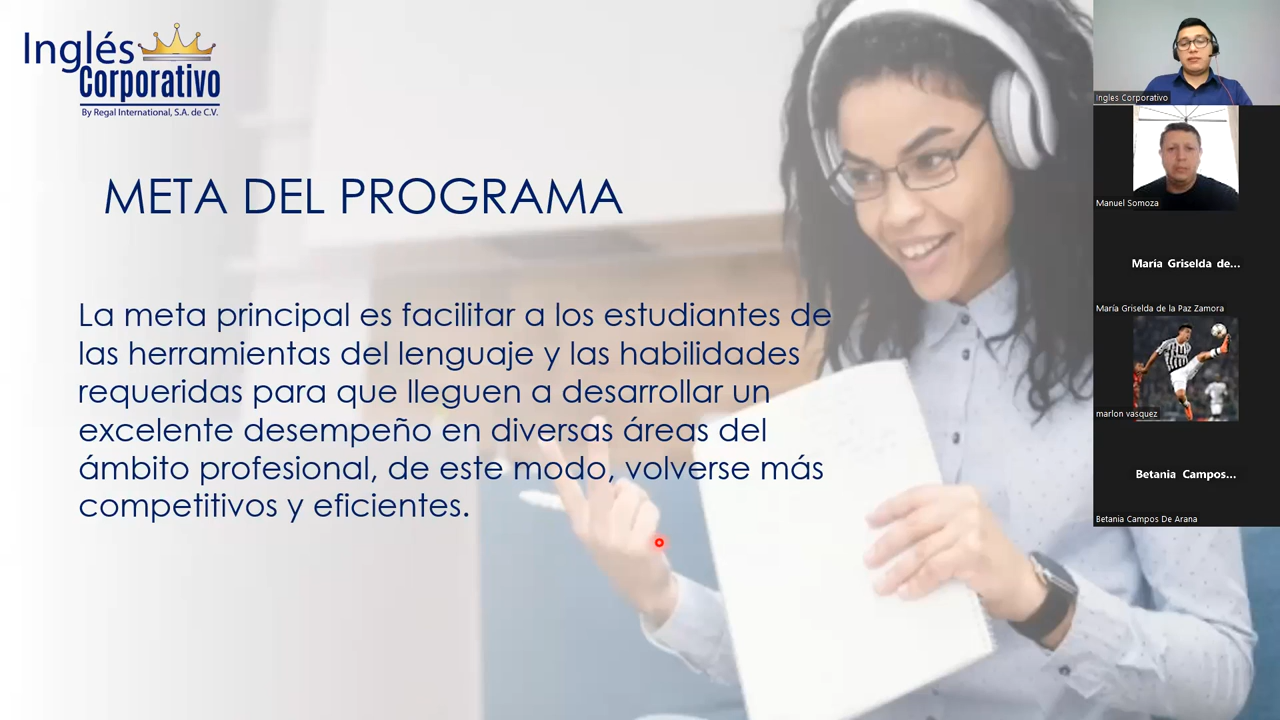 Inglés
Corporativo
By Regal International, S.A. de C.V.
META DEL PROGRAMA
La meta principal es facilitar a los estudiantes de
las herramientas del lenguaje y las habilidades
requeridas para que lleguen a desarrollar un
excelente desempeño en diversas áreas del
ámbito profesional, de este modo, volverse más
competitivos y eficientes.
Ingles Corporativo
Manuel Somoza
María Griselda de...
María Griselda de la Paz Zamora
marlon vasquez
Betania Campos...
Betania Campos De Arana